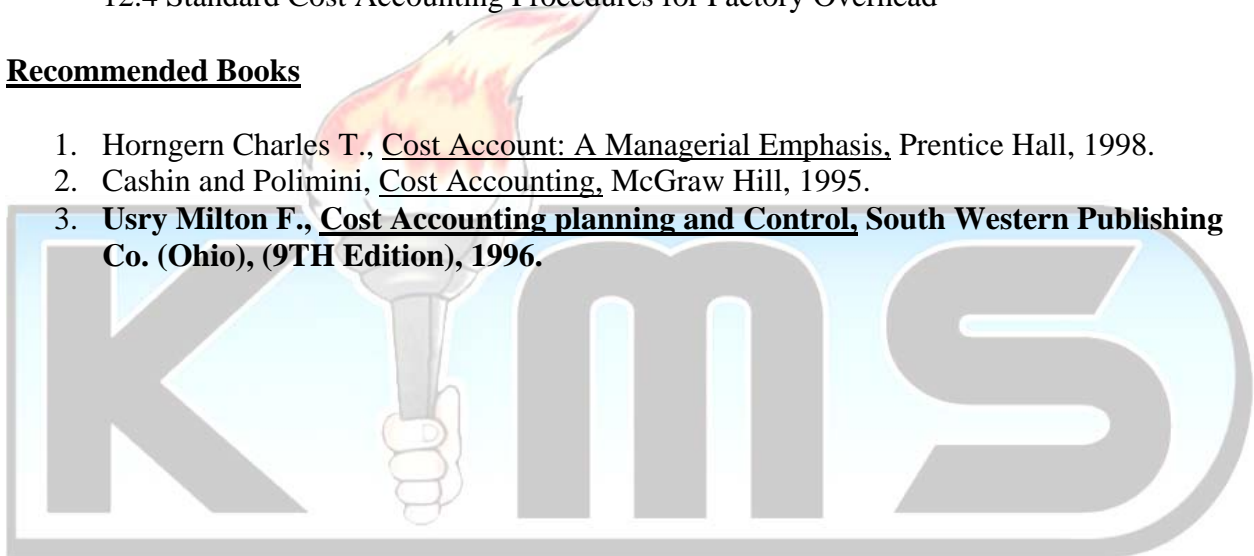 12.4 Standard Cost Accounting Procedures for Factory Overhead
Recommended Books
1. Horngern Charles T., Cost Account: A Managerial Emphasis, Prentice Hall, 1998.
2. Cashin and Polimini, Cost Accounting, McGraw Hill, 1995.
3. Usry Milton F., Cost Accounting planning and Control, South Western Publishing
Co. (Ohio), (9TH Edition), 1996.
KIMS